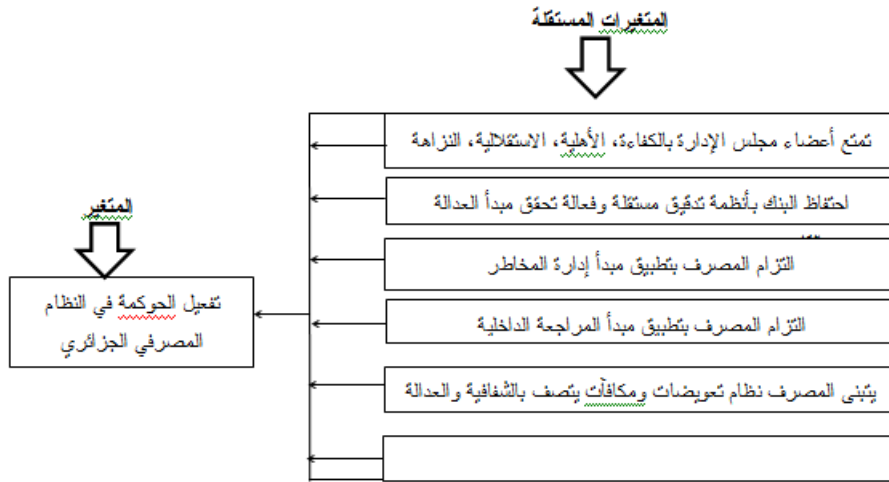 المتغيرات المستقلة
تمتع أعضاء مجلس الإدارة بالكفاءة، الأهلية، الاستقلالية، النزاهة
احتفاظ البنك بأنظمة تدقيق مستقلة وفعالة تحقق مبدأ العدالة
التزام المصرف بتطبيق مبدأ إدارة المخاطر
التزام المصرف بتطبيق مبدأ المراجعة الداخلية
يتبنى المصرف نظام تعويضات ومكافآت يتصف بالشفافية والعدالة
المتغير
تفعيل الحوكمة في النظام
المصرفي الجزائري